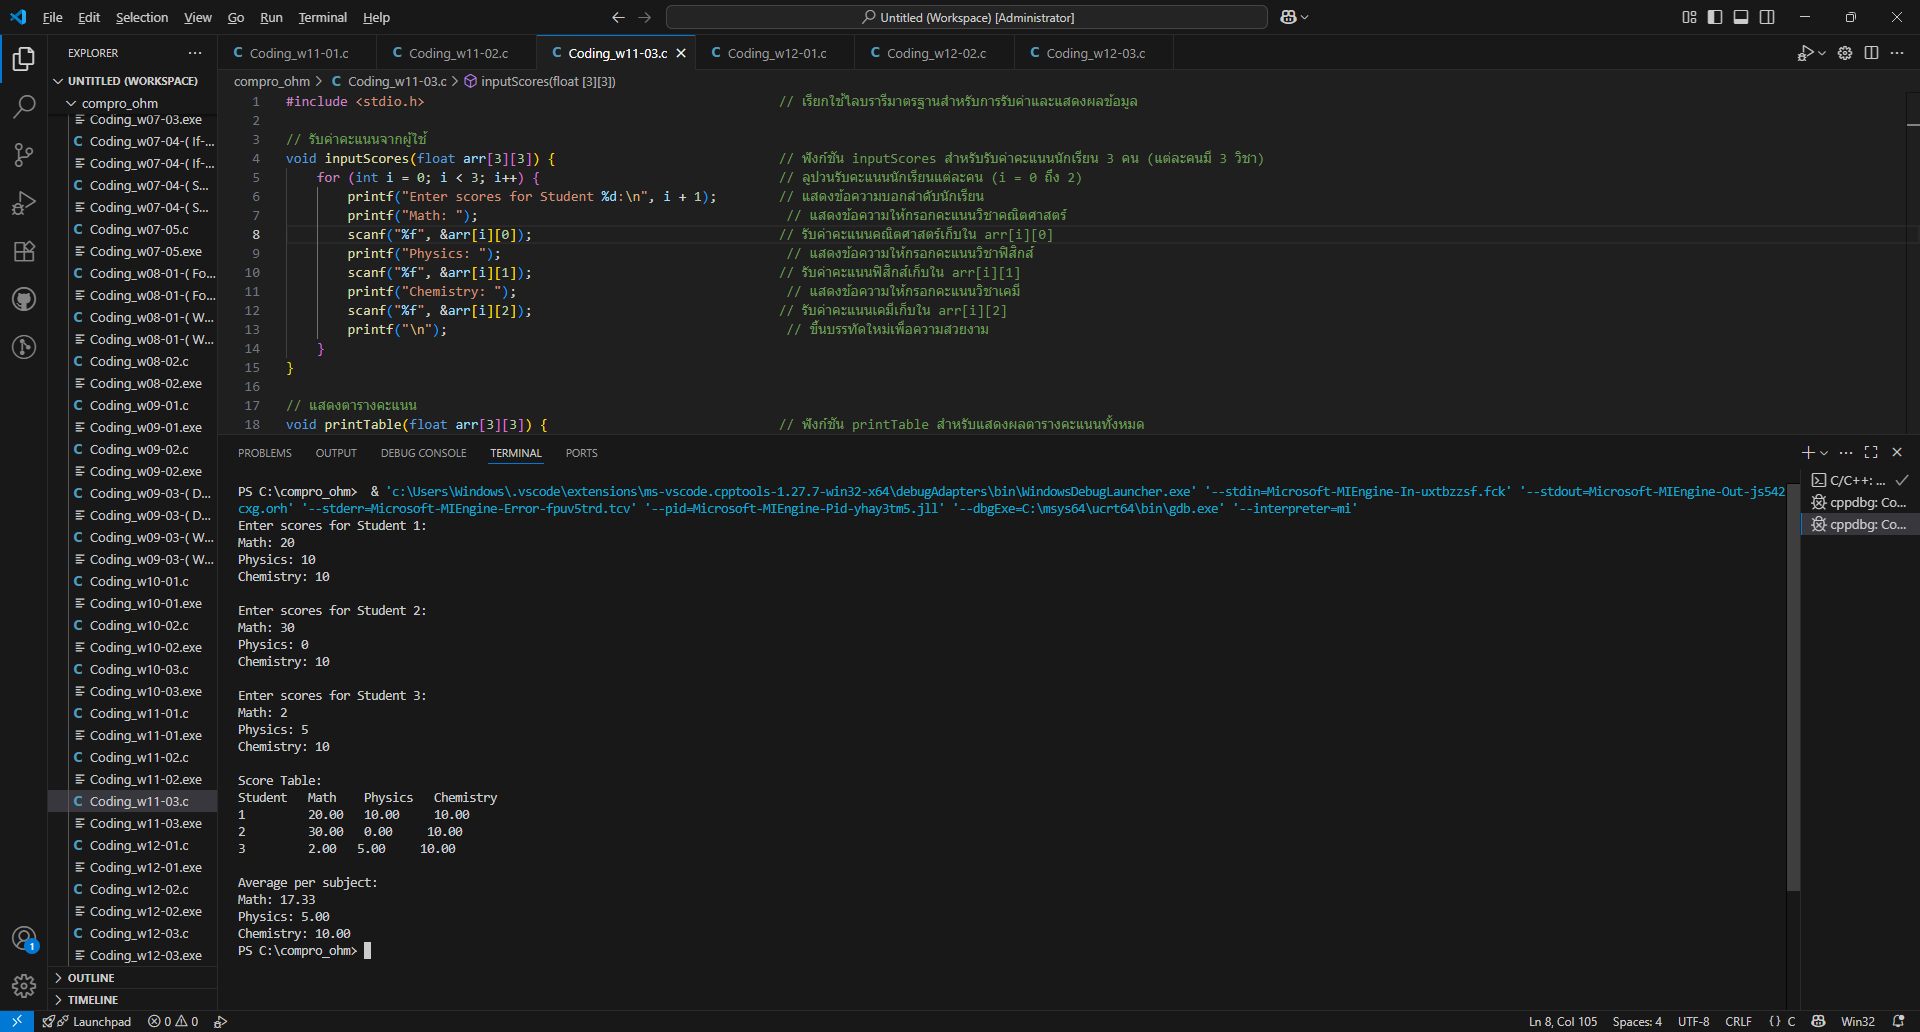 File Edit Selection View Go Run Terminal Help
Untitled (Workspace) [Administrator]
EXPLORER
UNTITLED (WORKSPACE)
compro_ohm
Coding_w07-03.exe
Coding_w07-04-( If-...
Coding_w07-04-( If-...
Coding_w07-04-( S...
Coding_w07-04-( S...
Coding_w07-05.c
Coding_w07-05.exe
Coding_w08-01-( Fo...
Coding_w08-01-( Fo...
Coding_w08-01-( W...
Coding_w08-01-( W...
Coding_w08-02.c
Coding_w08-02.exe
Coding_w09-01.c
Coding_w09-01.exe
Coding_w09-02.c
Coding_w09-02.exe
Coding_w09-03-( D...
Coding_w09-03-( D...
Coding_w09-03-( W...
Coding_w09-03-( W...
Coding_w10-01.c
Coding_w10-01.exe
Coding_w10-02.c
Coding_w10-02.exe
Coding_w10-03.c
Coding_w10-03.exe
Coding_w11-01.c
Coding_w11-01.exe
Coding_w11-02.c
Coding_w11-02.exe
Coding_w11-03.c
Coding_w11-03.exe
Coding_w12-01.c
Coding_w12-01.exe
Coding_w12-02.c
Coding_w12-02.exe
Coding_w12-03.c
Coding_w12-03.exe
OUTLINE
TIMELINE
Coding_w11-01.c Coding_w11-02.c Coding_w11-03.c Coding_w12-01.c Coding_w12-02.c Coding_w12-03.c
compro_ohm > C Coding_w11-03.c > inputScores(float [3][3])
1 #include <stdio.h> // เรียกใช้ไลบรารีมาตรฐานสำหรับการรับค่าและแสดงผลข้อมูล
2
3 // รับค่าคะแนนจากผู้ใช้
4 void inputScores(float arr[3][3]) { // ฟังก์ชัน inputScores สำหรับรับค่าคะแนนนักเรียน 3 คน (แต่ละคนมี 3 วิชา)
5 for (int i = 0; i < 3; i++) { // ลูปวนรับคะแนนนักเรียนแต่ละคน (i = 0 ถึง 2)
6 printf("Enter scores for Student %d:\n", i + 1); // แสดงข้อความบอกลำดับนักเรียน
7 printf("Math: "); // แสดงข้อความให้กรอกคะแนนวิชาคณิตศาสตร์
8 scanf("%f", &arr[i][0]); // รับค่าคะแนนคณิตศาสตร์เก็บใน arr[i][0]
9 printf("Physics: "); // แสดงข้อความให้กรอกคะแนนวิชาฟิสิกส์
10 scanf("%f", &arr[i][1]); // รับค่าคะแนนฟิสิกส์เก็บใน arr[i][1]
11 printf("Chemistry: "); // แสดงข้อความให้กรอกคะแนนวิชาเคมี
12 scanf("%f", &arr[i][2]); // รับค่าคะแนนเคมีเก็บใน arr[i][2]
13 printf("\n"); // ขึ้นบรรทัดใหม่เพื่อความสวยงาม
14 }
15 }
16
17 // แสดงตารางคะแนน
18 void printTable(float arr[3][3]) { // ฟังก์ชัน printTable สำหรับแสดงผลตารางคะแนนทั้งหมด
PROBLEMS OUTPUT DEBUG CONSOLE TERMINAL PORTS
PS C:\compro_ohm> & 'c:\Users\Windows\.vscode\extensions\ms-vscode.cpptools-1.27.7-win32-x64\debugAdapters\bin\WindowsDebugLauncher.exe' '--stdin=Microsoft-MIEngine-In-uxtbzzsf.fck' '--stdout=Microsoft-MIEngine-Out-js542
cxg.orh' '--stderr=Microsoft-MIEngine-Error-fpuv5trd.tcv' '--pid=Microsoft-MIEngine-Pid-yhay3tm5.jll' '--dbgExe=C:\msys64\ucrt64\bin\gdb.exe' '--interpreter=mi'
Enter scores for Student 1:
Math: 20
Physics: 10
Chemistry: 10
Enter scores for Student 2:
Math: 30
Physics: 0
Chemistry: 10
Enter scores for Student 3:
Math: 2
Physics: 5
Chemistry: 10
Score Table:
Student Math Physics Chemistry
1 20.00 10.00 10.00
2 30.00 0.00 10.00
3 2.00 5.00 10.00
Average per subject:
Math: 17.33
Physics: 5.00
Chemistry: 10.00
PS C:\compro_ohm>
C/C++: ...
cppdbg: Co...
cppdbg: Co...
1
Launchpad 0 0
Ln 8, Col 105 Spaces: 4 UTF-8 CRLF {} C Win32